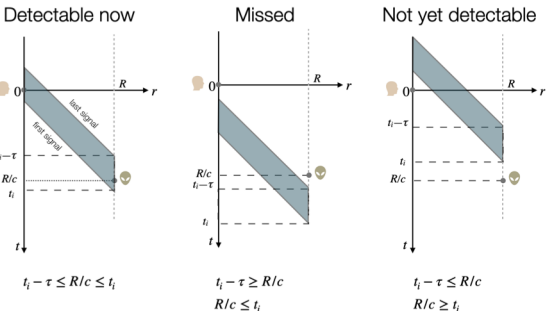 Detectable now
Missed
Not yet detectable
0
R
r
last signal
first signal
i−τ
R/c
t_i
t
t_i − τ ≤ R/c ≤ t_i
0
R
r
R/c
t_i−τ
t_i
t
t_i − τ ≥ R/c
R/c ≤ t_i
0
R
r
t_i−τ
t_i
R/c
t
t_i − τ ≤ R/c
R/c ≥ t_i